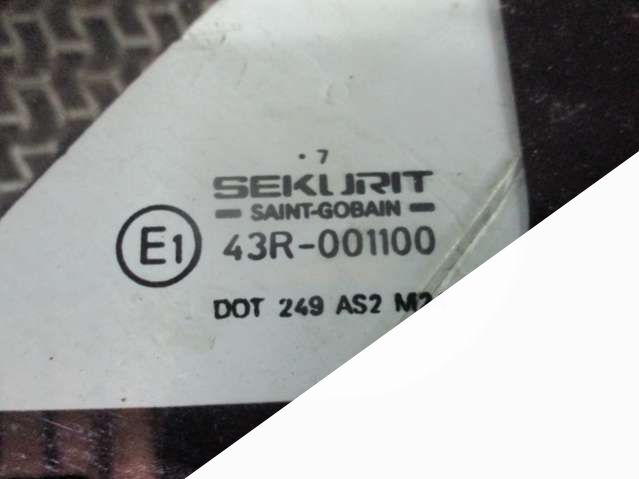 . 7
SEKURIT
SAINT-GOBAIN
E1 43R-001100
DOT 249 AS2